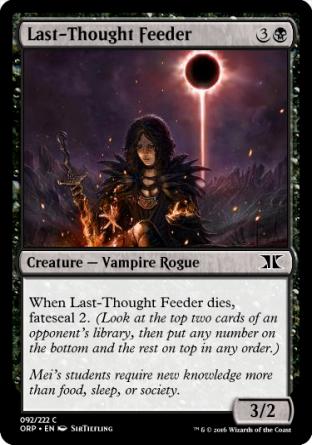 Last-Thought Feeder 3
Creature — Vampire Rogue
When Last-Thought Feeder dies,
fateseal 2. (Look at the top two cards of an
opponent's library, then put any number
on the bottom and the rest on top in any order.)
Mei's students require new knowledge more
than food, sleep, or society.
3/2
092/222 C
ORP • EN SirTiefling
™ & © 2016 Wizards of the Coast